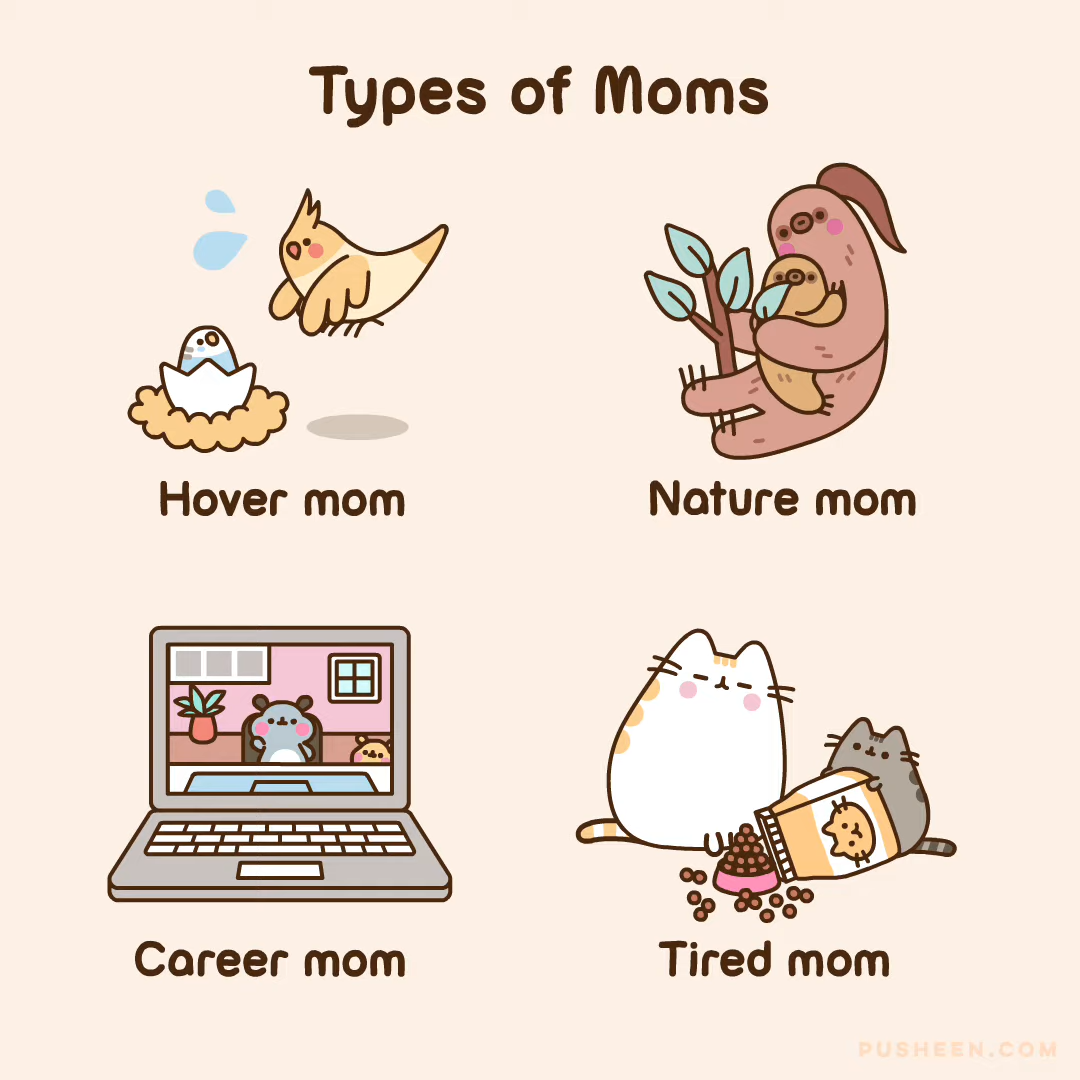 Types of Moms
Hover mom
Nature mom
Career mom
Tired mom
PUSHEEN.COM